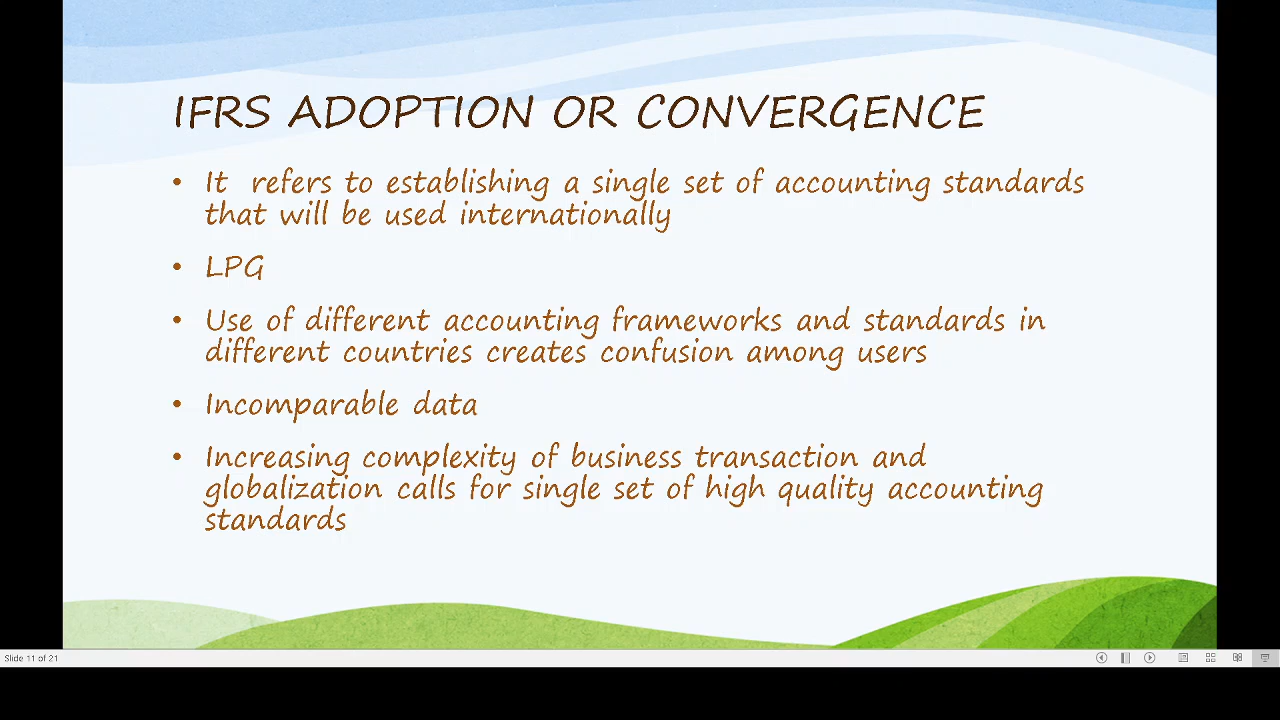 IFRS ADOPTION OR CONVERGENCE
• It refers to establishing a single set of accounting standards
that will be used internationally
• LPG
• Use of different accounting frameworks and standards in
different countries creates confusion among users
• Incomparable data
• Increasing complexity of business transaction and
globalization calls for single set of high quality accounting
standards
Slide 11 of 21